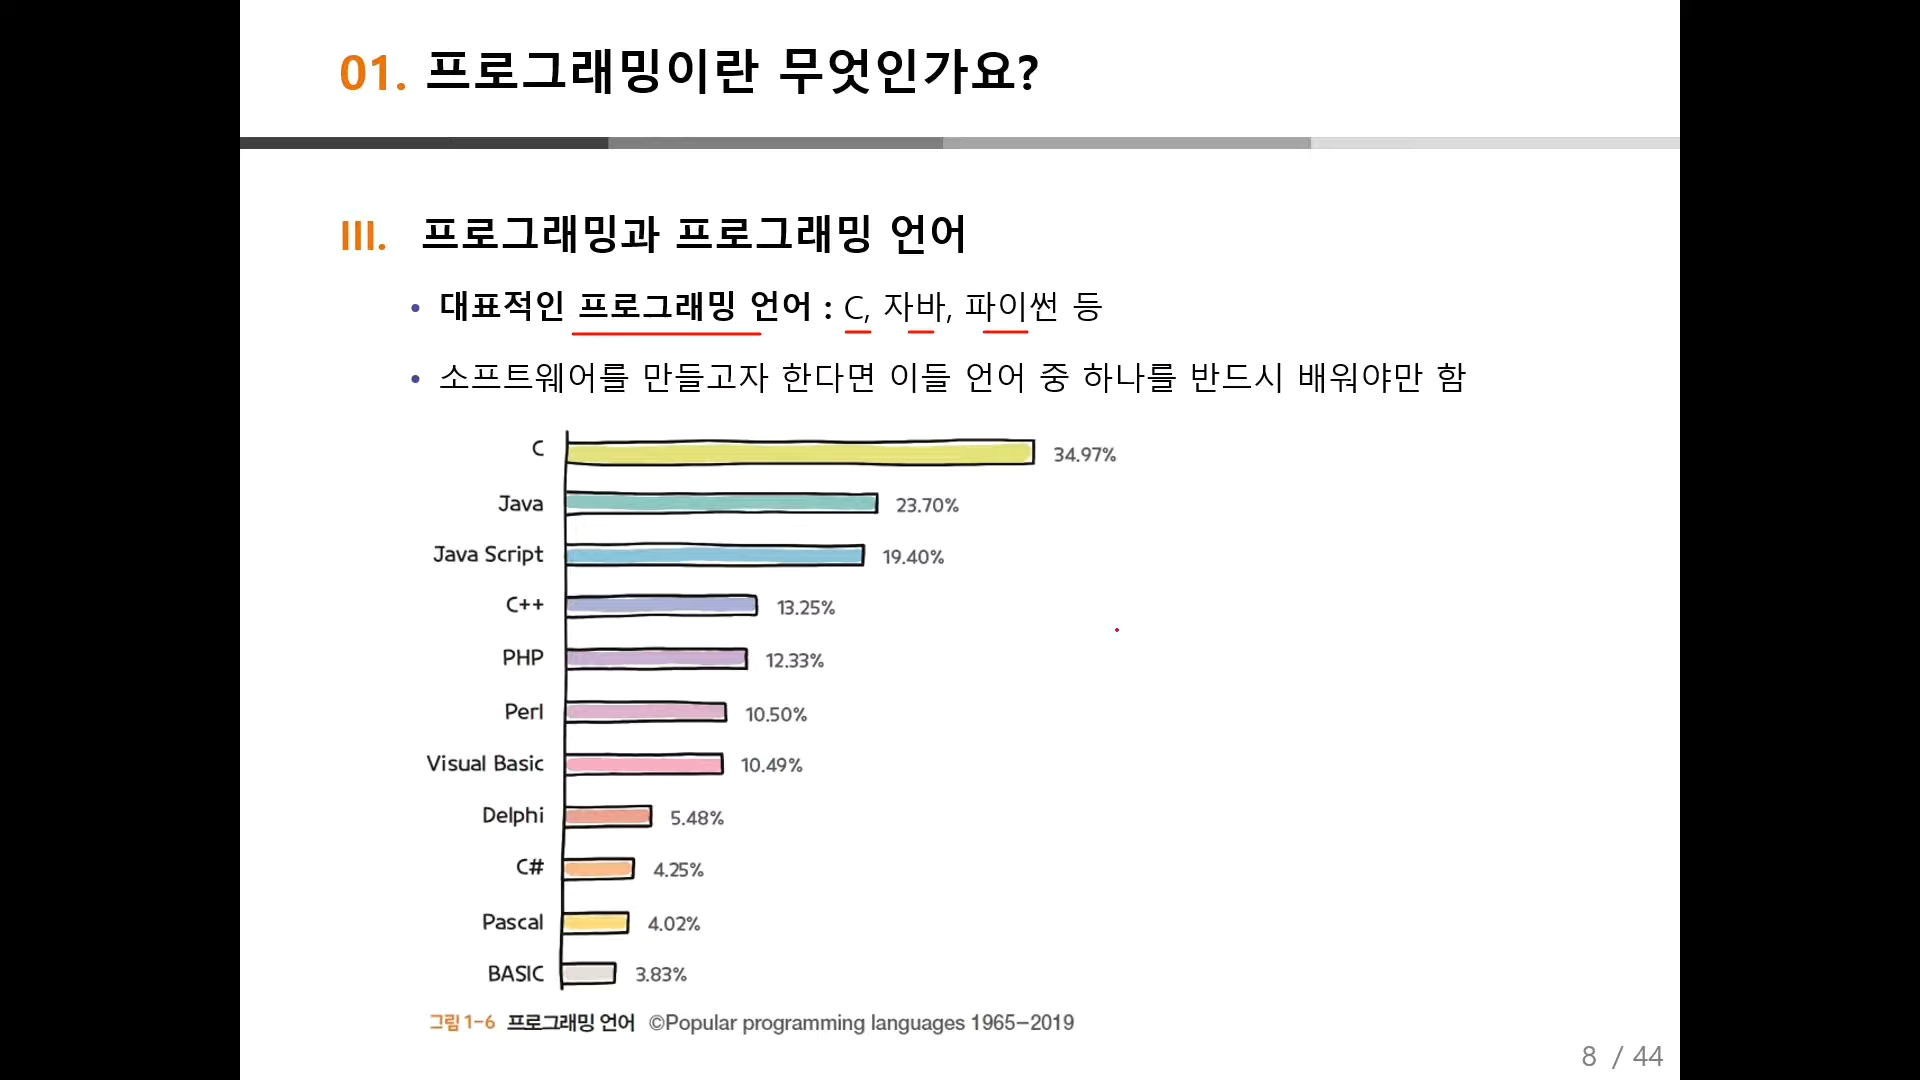 01. 프로그래밍이란 무엇인가요?
III. 프로그래밍과 프로그래밍 언어
• 대표적인 프로그래밍 언어 : C, 자바, 파이썬 등
• 소프트웨어를 만들고자 한다면 이들 언어 중 하나를 반드시 배워야만 함
C 34.97%
Java 23.70%
Java Script 19.40%
C++ 13.25%
PHP 12.33%
Perl 10.50%
Visual Basic 10.49%
Delphi 5.48%
C# 4.25%
Pascal 4.02%
BASIC 3.83%
그림 1-6 프로그래밍 언어 ©Popular programming languages 1965-2019
8 / 44